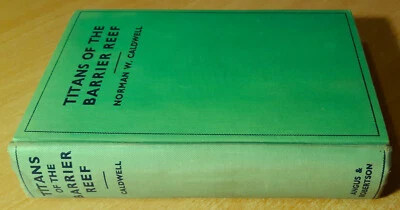 TITANS OF THE
BARRIER REEF
NORMAN W. CALDWELL
TITANS
OF THE
BARRIER
REEF
CALDWELL
ANGUS &
ROBERTSON